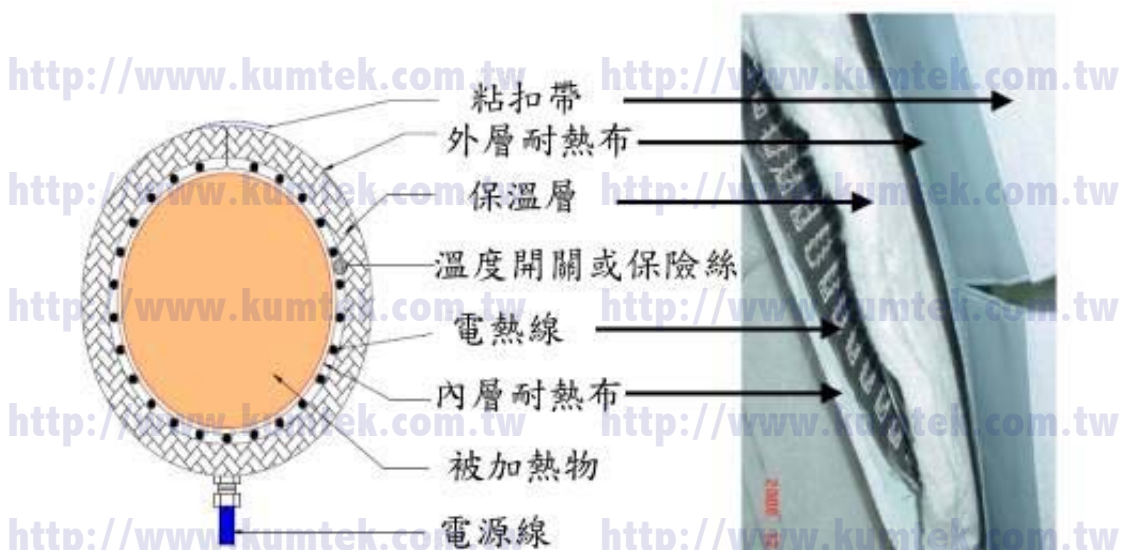 http://www.kumtek.com.tw http://www.kumtek.com.tw
粘扣帶
外層耐熱布
http://www.kumtek.com.tw http://www.kumtek.com.tw
保溫層
溫度開關或保險絲
http://www.kumtek.com.tw http://www.kumtek.com.tw
電熱線
內層耐熱布
http://www.kumtek.com.tw http://www.kumtek.com.tw
被加熱物
http://www.kumtek.com.tw http://www.kumtek.com.tw
電源線